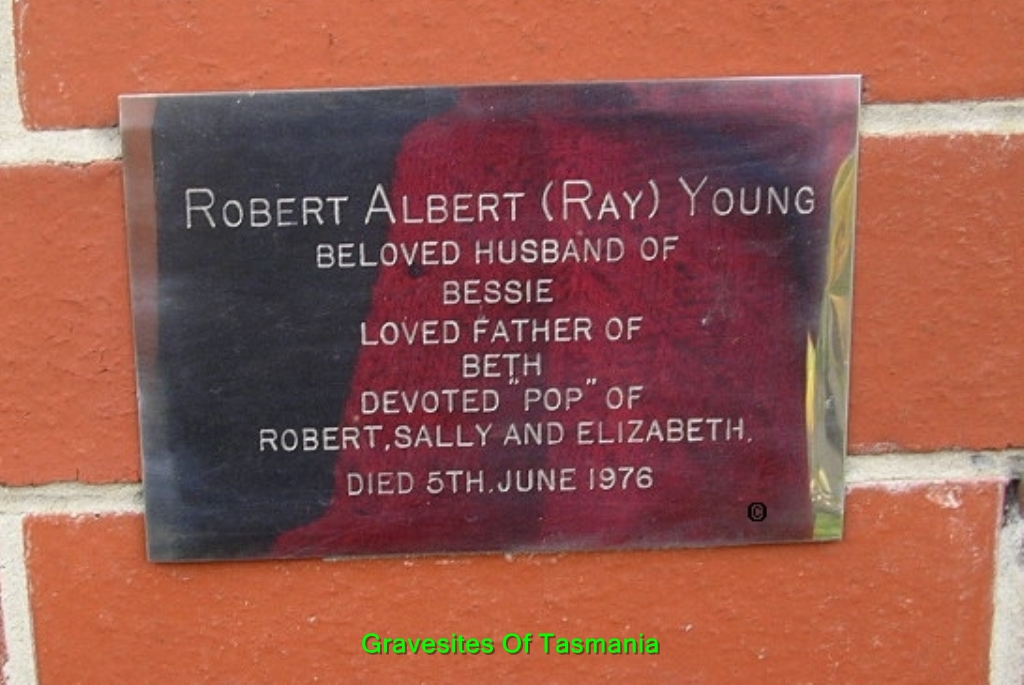 ROBERT ALBERT (RAY) YOUNG
BELOVED HUSBAND OF
BESSIE
LOVED FATHER OF
BETH
DEVOTED "POP" OF
ROBERT, SALLY AND ELIZABETH.
DIED 5TH. JUNE 1976
©
Gravesites Of Tasmania